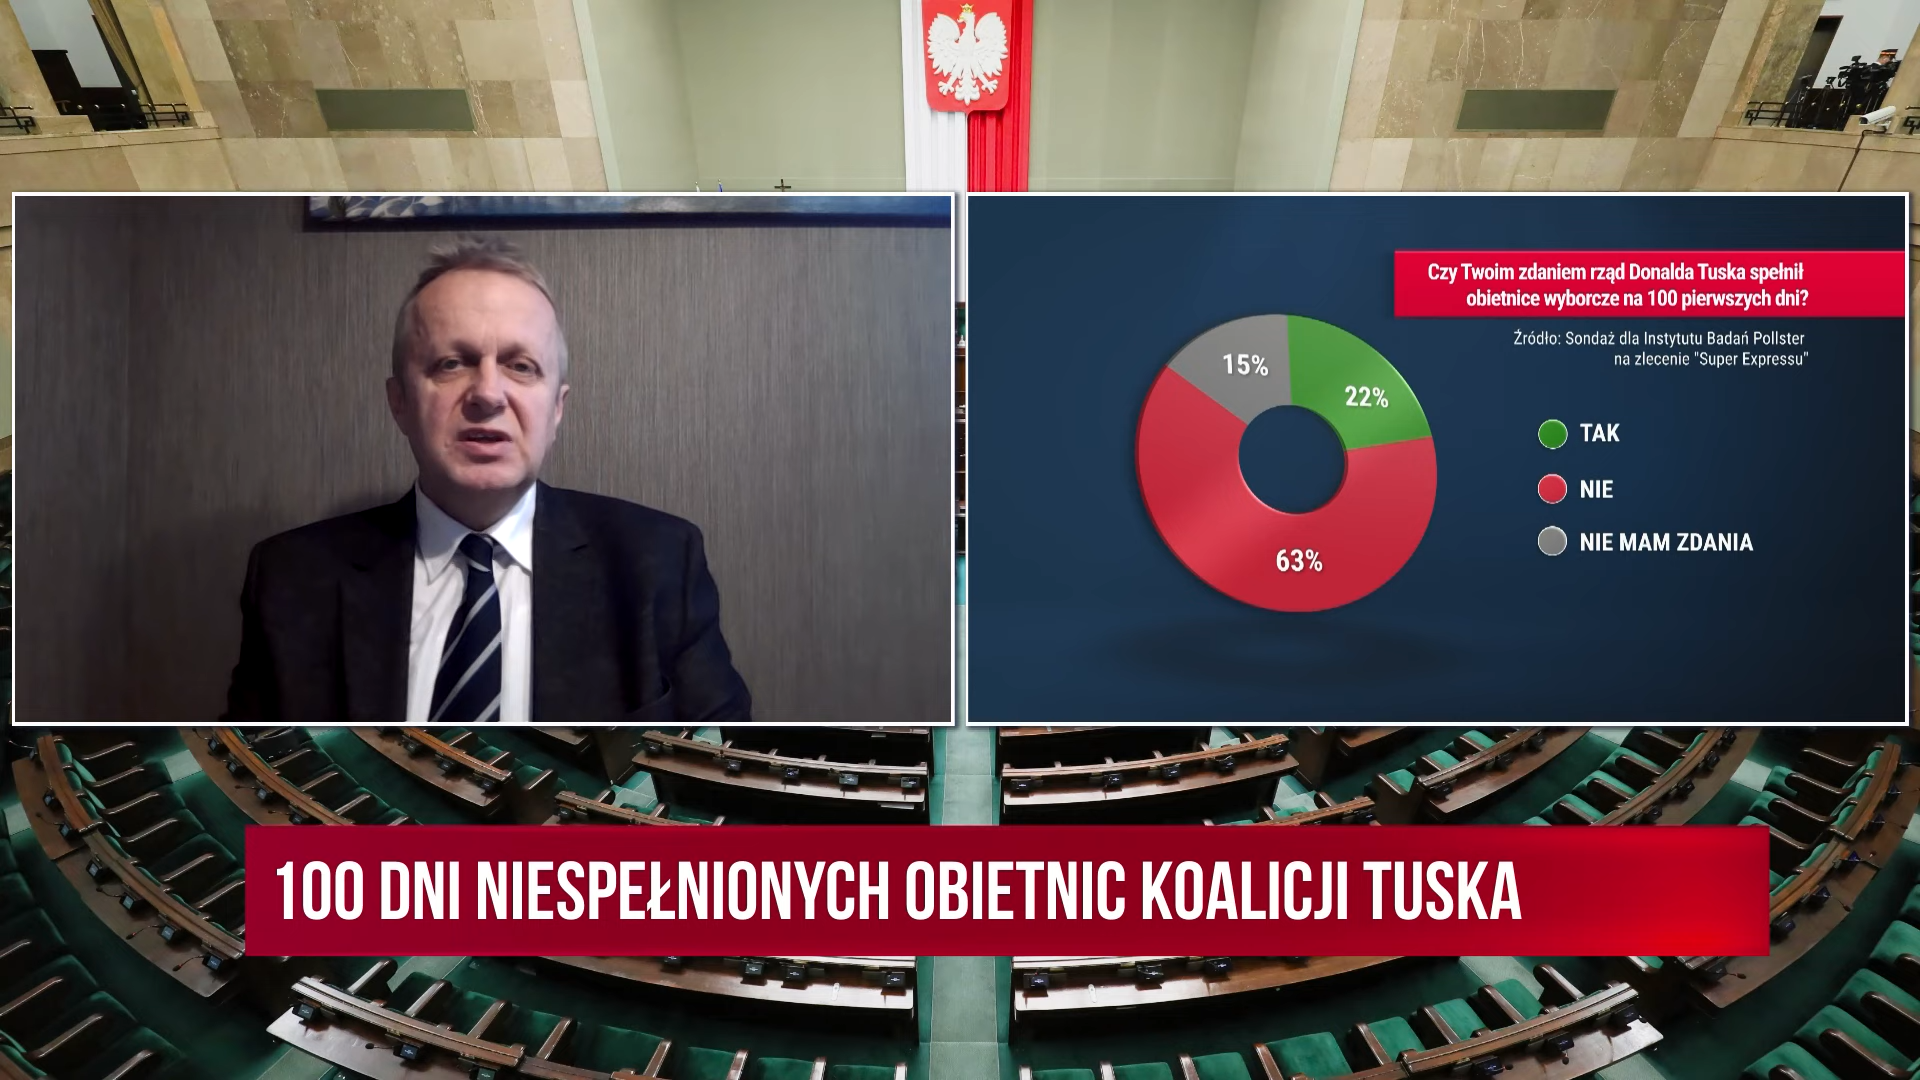 Czy Twoim zdaniem rząd Donalda Tuska spełnił
obietnice wyborcze na 100 pierwszych dni?
Źródło: Sondaż dla Instytutu Badań Pollster
na zlecenie "Super Expressu"
15%
22%
63%
TAK
NIE
NIE MAM ZDANIA
100 DNI NIESPEŁNIONYCH OBIETNIC KOALICJI TUSKA